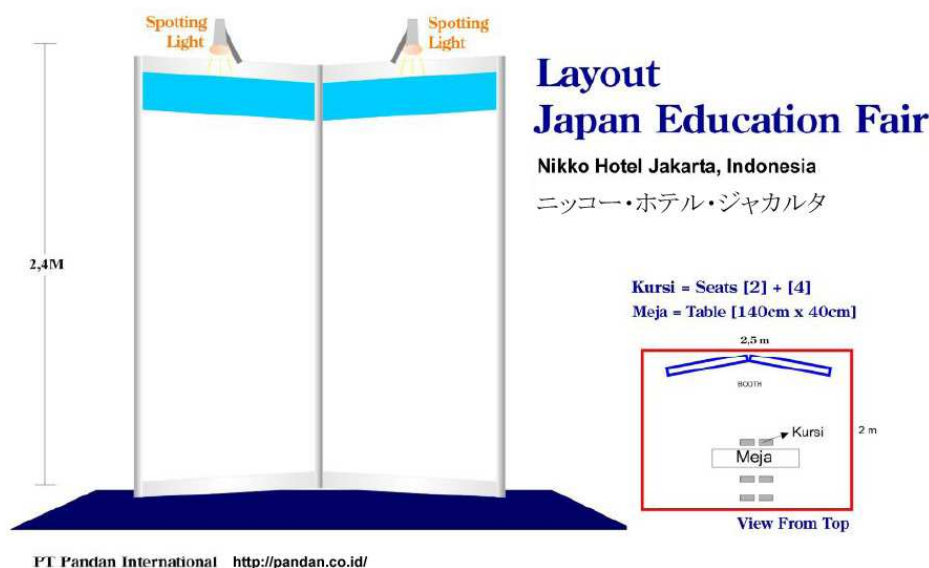 Spotting
Light
Spotting
Light
Layout
Japan Education Fair
Nikko Hotel Jakarta, Indonesia
ニッコー・ホテル・ジャカルタ
2,4M
Kursi = Seats [2] + [4]
Meja = Table [140cm x 40cm]
2,5 m
BOOTH
Kursi
2 m
Meja
View From Top
PT Pandan International http://pandan.co.id/